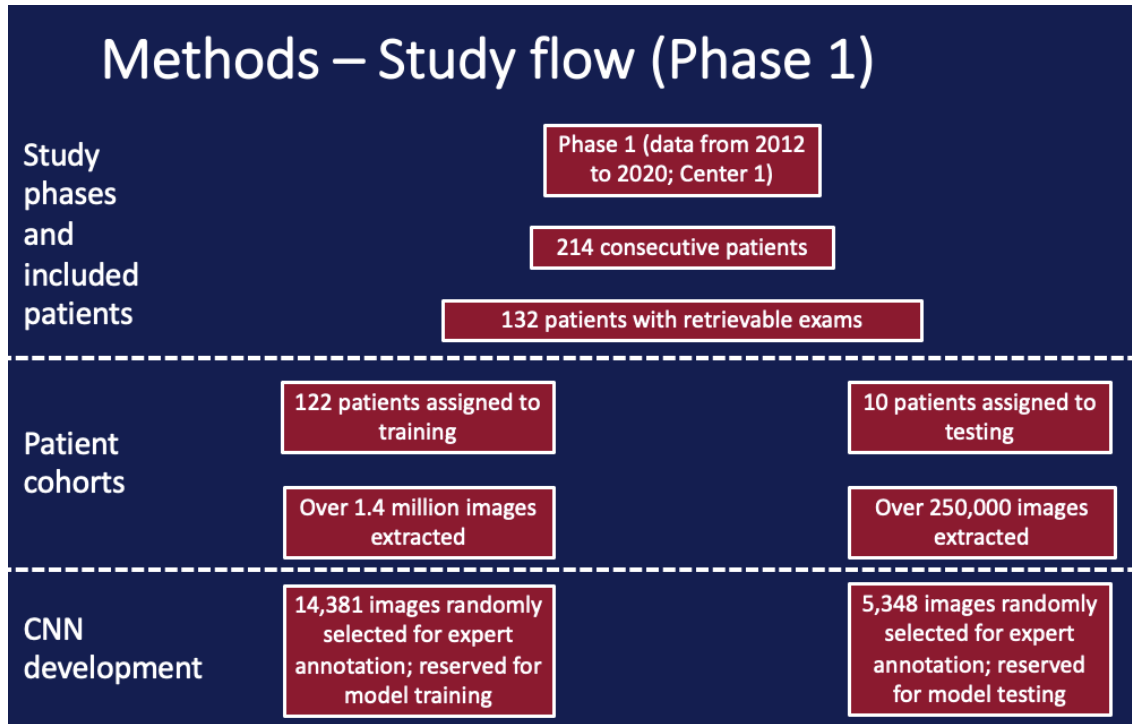 Methods – Study flow (Phase 1)
Study
phases
and
included
patients
Phase 1 (data from 2012
to 2020; Center 1)
214 consecutive patients
132 patients with retrievable exams
Patient
cohorts
122 patients assigned to
training
10 patients assigned to
testing
Over 1.4 million images
extracted
Over 250,000 images
extracted
CNN
development
14,381 images randomly
selected for expert
annotation; reserved for
model training
5,348 images randomly
selected for expert
annotation; reserved
for model testing